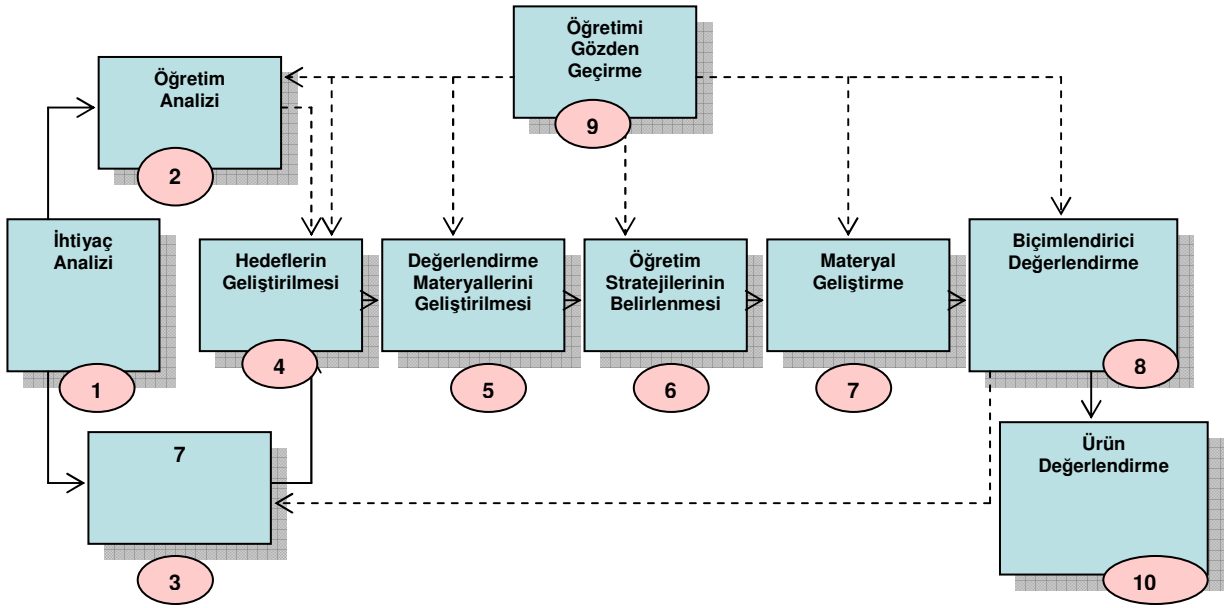 Öğretimi
Gözden
Geçirme
9
Öğretim
Analizi
2
İhtiyaç
Analizi
1
Hedeflerin
Geliştirilmesi
4
Değerlendirme
Materyallerini
Geliştirilmesi
5
Öğretim
Stratejilerinin
Belirlenmesi
6
Materyal
Geliştirme
7
Biçimlendirici
Değerlendirme
8
7
3
Ürün
Değerlendirme
10